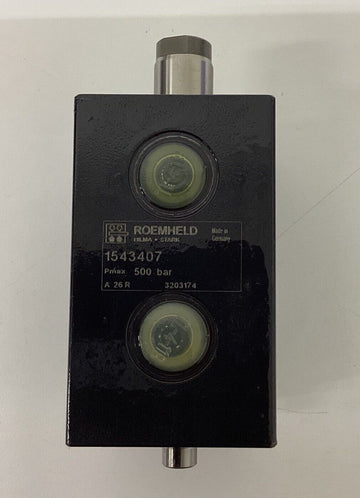 ROEMHELD
HILMA • STARK
Made in
Germany
1543407
Pmax 500 bar
A 26 R 3203174